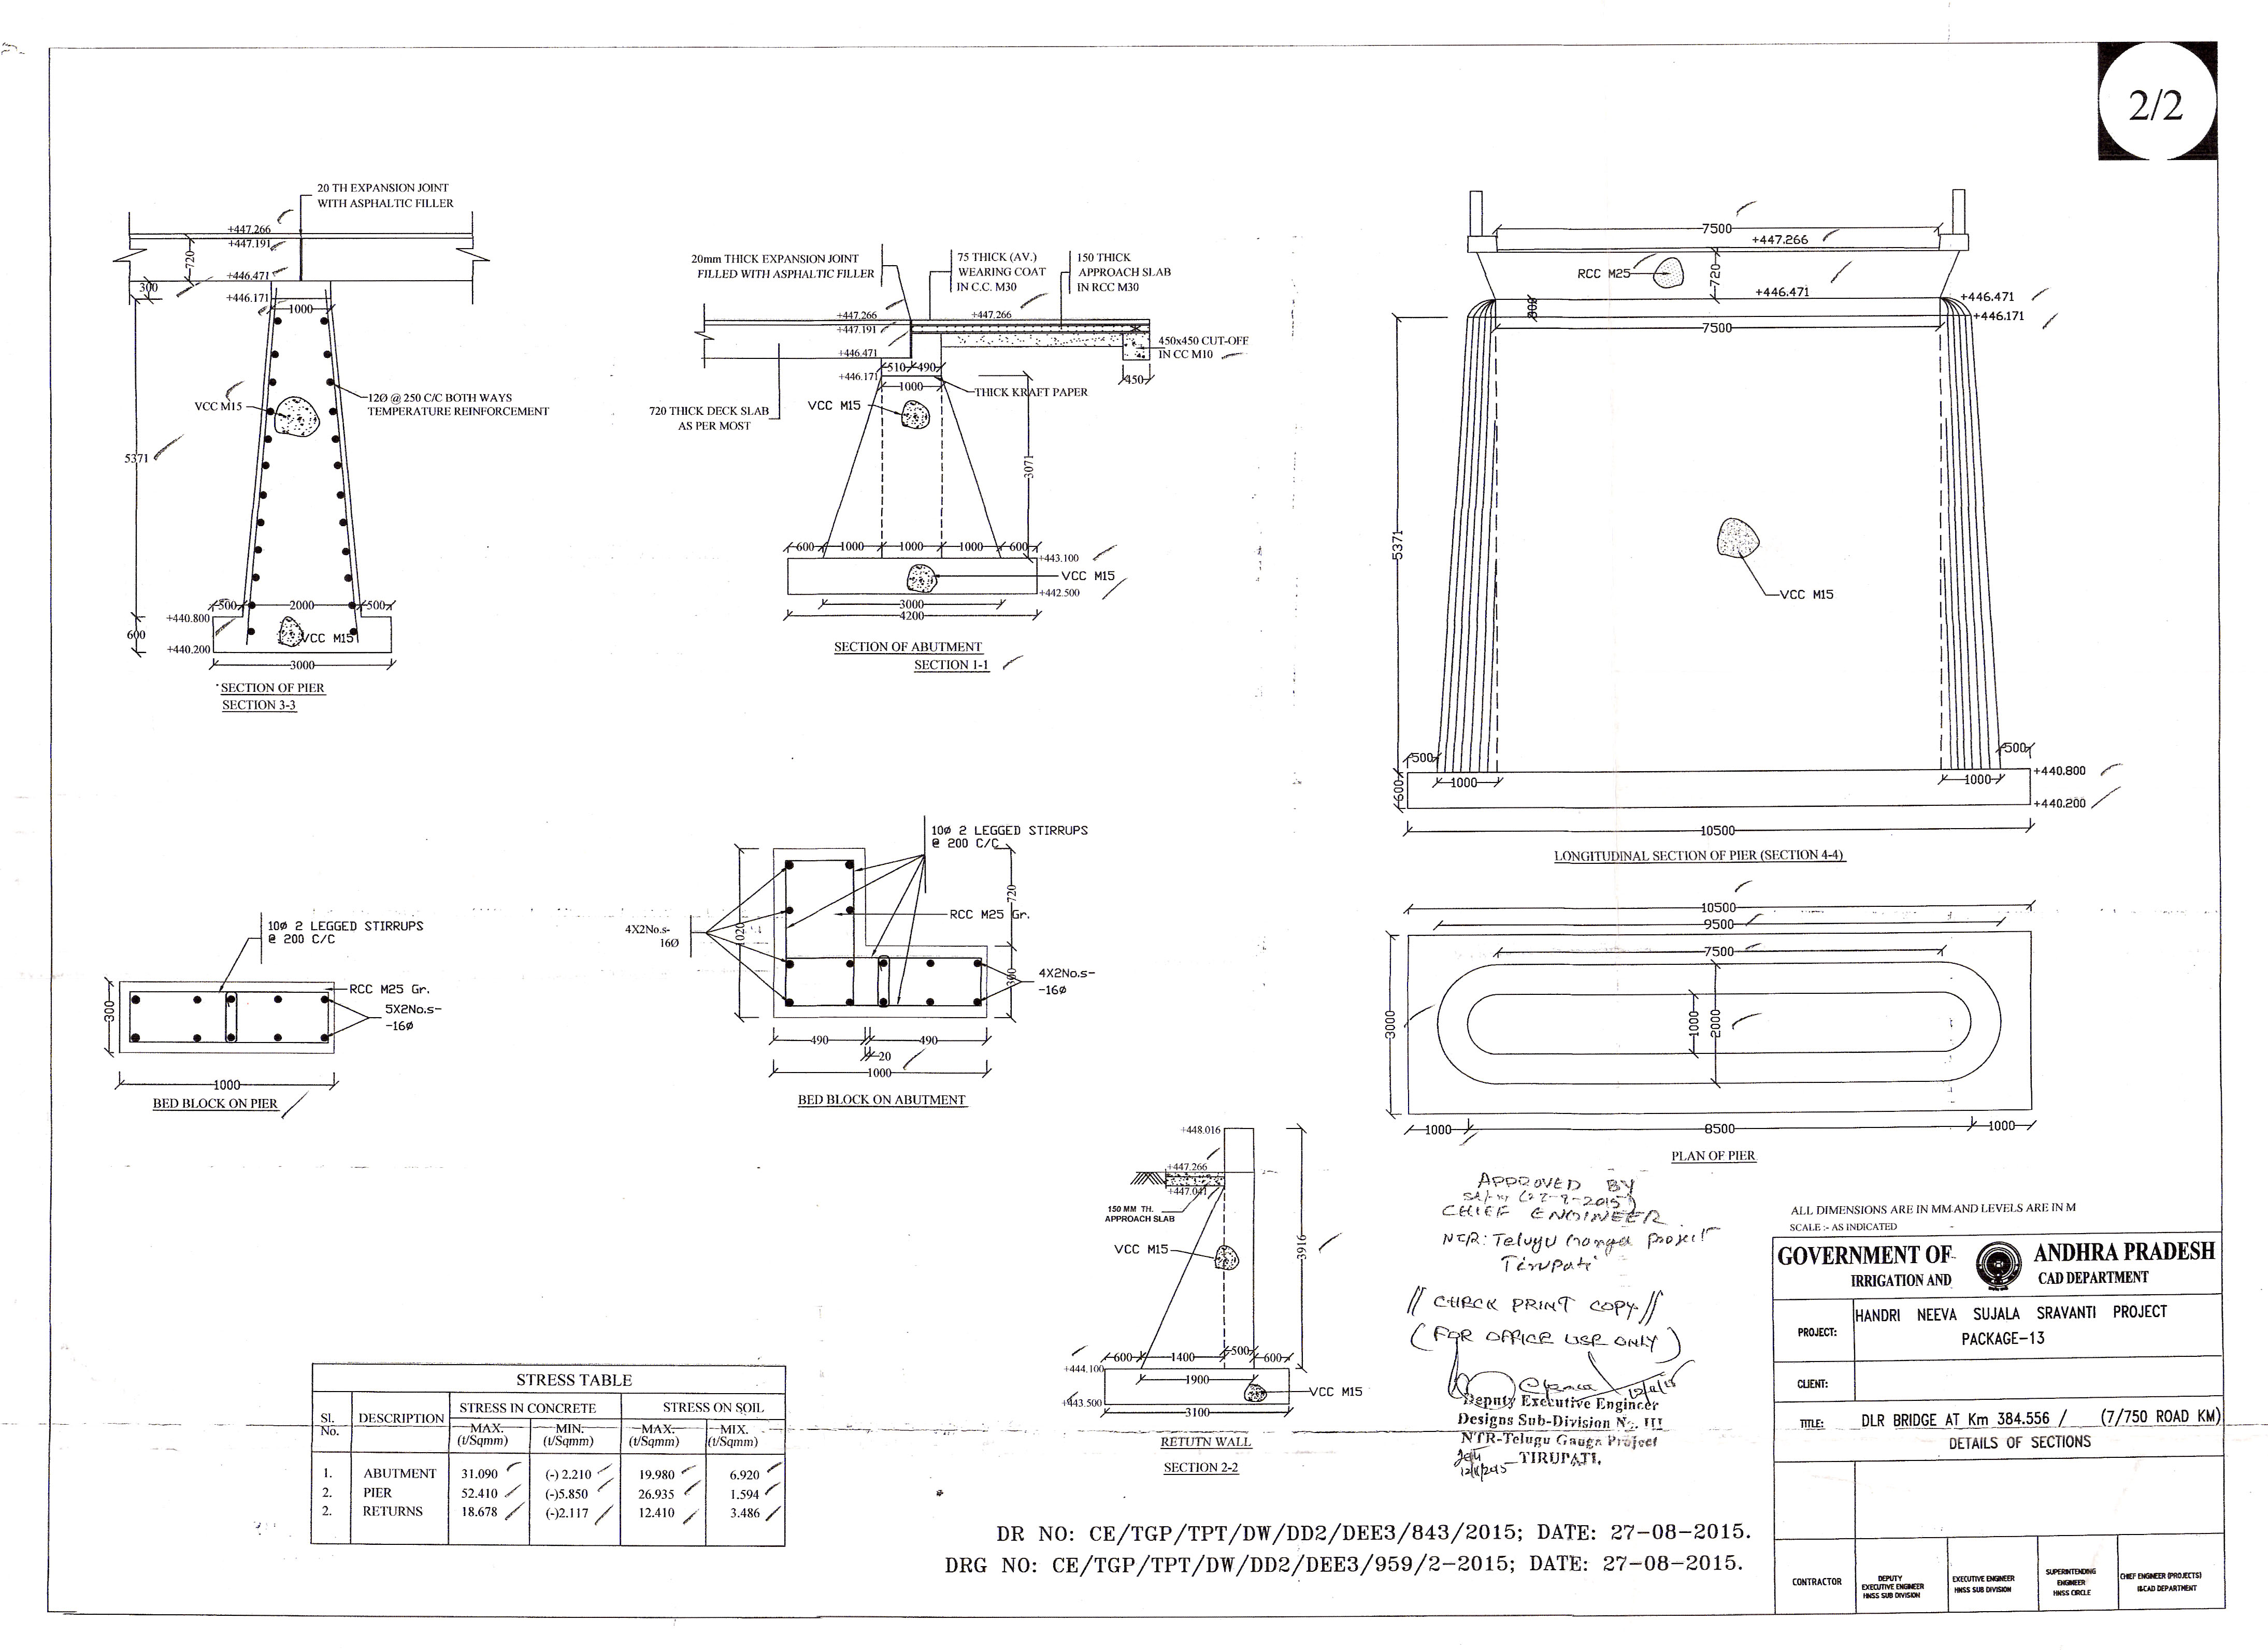 2/2
20 TH EXPANSION JOINT
WITH ASPHALTIC FILLER
+447.266
+447.191
720
+446.471
300
+446.171
1000
VCC M15
12Ø @ 250 C/C BOTH WAYS
TEMPERATURE REINFORCEMENT
5371
500
2000
500
+440.800
600
VCC M15
+440.200
3000
SECTION OF PIER
SECTION 3-3
20mm THICK EXPANSION JOINT
FILLED WITH ASPHALTIC FILLER
75 THICK (AV.)
WEARING COAT
IN C.C. M30
150 THICK
APPROACH SLAB
IN RCC M30
+447.266
+447.266
+447.191
+446.471
450x450 CUT-OFF
IN CC M10
510
490
+446.171
1000
450
THICK KRAFT PAPER
VCC M15
720 THICK DECK SLAB
AS PER MOST
3071
600
1000
1000
1000
600
+443.100
VCC M15
+442.500
3000
4200
SECTION OF ABUTMENT
SECTION 1-1
7500
+447.266
RCC M25
720
+446.471
+446.471
300
+446.171
7500
5371
VCC M15
500
500
+440.800
1000
1000
600
+440.200
10500
LONGITUDINAL SECTION OF PIER (SECTION 4-4)
10Ø 2 LEGGED STIRRUPS
@ 200 C/C
RCC M25 Gr.
300
5X2No.s-
-16Ø
1000
BED BLOCK ON PIER
10Ø 2 LEGGED STIRRUPS
@ 200 C/C
720
RCC M25 Gr.
4X2No.s-
16Ø
1020
300
4X2No.s-
-16Ø
490
490
20
1000
BED BLOCK ON ABUTMENT
10500
9500
7500
3000
1000
2000
1000
8500
1000
PLAN OF PIER
+448.016
+447.266
+447.041
150 MM TH.
APPROACH SLAB
VCC M15
3916
600
1400
500
600
+444.100
1900
VCC M15
+443.500
3100
RETUTN WALL
SECTION 2-2
APPROVED BY
CHIEF ENGINEER
NTR: Telugu Ganga Project
Tirupati
// CHECK PRINT COPY //
(FOR OFFICE USE ONLY)
Deputy Executive Engineer
Designs Sub-Division No. III
NTR-Telugu Ganga Project
TIRUPATI.
STRESS TABLE
Sl. No. DESCRIPTION STRESS IN CONCRETE STRESS ON SOIL
MAX. (t/Sqmm) MIN. (t/Sqmm) MAX. (t/Sqmm) MIX. (t/Sqmm)
1. ABUTMENT 31.090 (-) 2.210 19.980 6.920
2. PIER 52.410 (-)5.850 26.935 1.594
2. RETURNS 18.678 (-)2.117 12.410 3.486
DR NO: CE/TGP/TPT/DW/DD2/DEE3/843/2015; DATE: 27-08-2015.
DRG NO: CE/TGP/TPT/DW/DD2/DEE3/959/2-2015; DATE: 27-08-2015.
ALL DIMENSIONS ARE IN MM.AND LEVELS ARE IN M
SCALE :- AS INDICATED
GOVERNMENT OF ANDHRA PRADESH
IRRIGATION AND CAD DEPARTMENT
PROJECT: HANDRI NEEVA SUJALA SRAVANTI PROJECT
PACKAGE-13
CLIENT:
TITLE: DLR BRIDGE AT Km 384.556 / (7/750 ROAD KM)
DETAILS OF SECTIONS
CONTRACTOR
DEPUTY
EXECUTIVE ENGINEER
HNSS SUB DIVISION
EXECUTIVE ENGINEER
HNSS SUB DIVISION
SUPERINTENDING
ENGINEER
HNSS CIRCLE
CHIEF ENGINEER (PROJECTS)
I&CAD DEPARTMENT